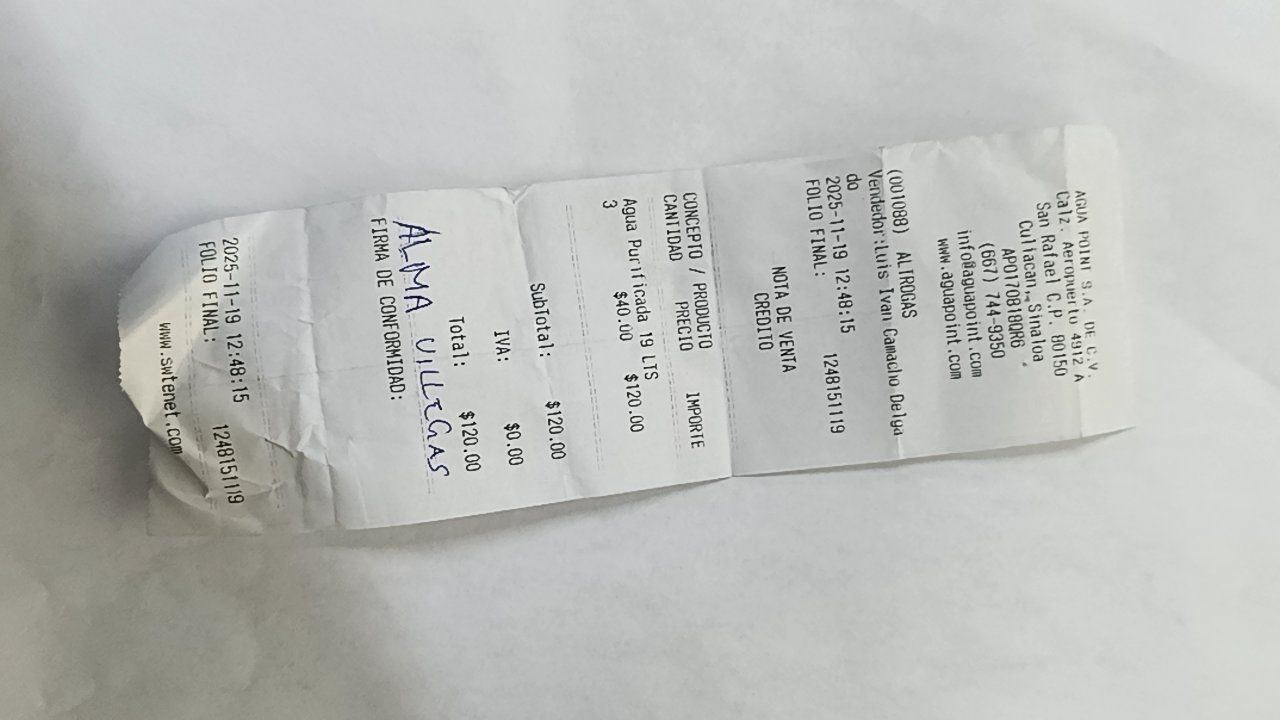 AGUA POINT S.A. DE C.V.
Calz. Aeropuerto 4912 A
San Rafael C.P. 80150
Culiacan, Sinaloa
APO170818QR6
(667) 744-9350
info@aguapoint.com
www.aguapoint.com
(001088) ALTROGAS
Vendedor:Luis Ivan Camacho Delga
do
2025-11-19 12:48:15 1248151119
FOLIO FINAL:
NOTA DE VENTA
CREDITO
CONCEPTO / PRODUCTO
CANTIDAD PRECIO IMPORTE
Agua Purificada 19 LTS
3 $40.00 $120.00
SubTotal: $120.00
IVA: $0.00
Total: $120.00
ALMA VILLEGAS
FIRMA DE CONFORMIDAD:
2025-11-19 12:48:15
FOLIO FINAL: 1248151119
www.swtenet.com